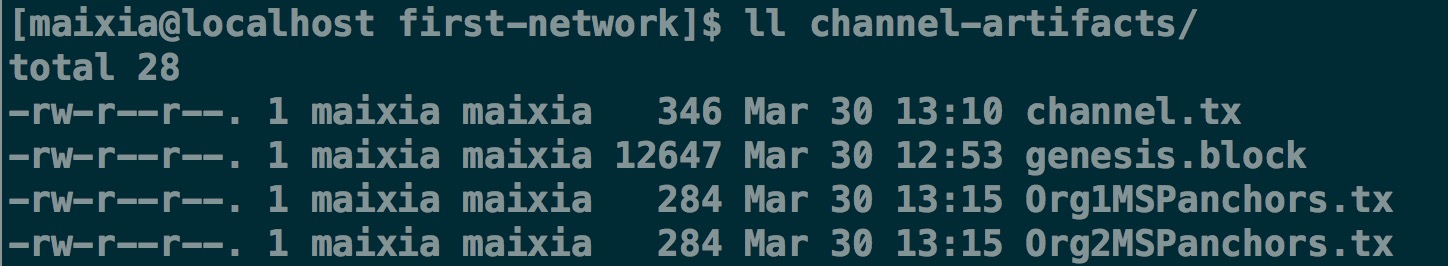 [maixia@localhost first-network]$ ll channel-artifacts/
total 28
-rw-r--r--. 1 maixia maixia   346 Mar 30 13:10 channel.tx
-rw-r--r--. 1 maixia maixia 12647 Mar 30 12:53 genesis.block
-rw-r--r--. 1 maixia maixia   284 Mar 30 13:15 Org1MSPanchors.tx
-rw-r--r--. 1 maixia maixia   284 Mar 30 13:15 Org2MSPanchors.tx